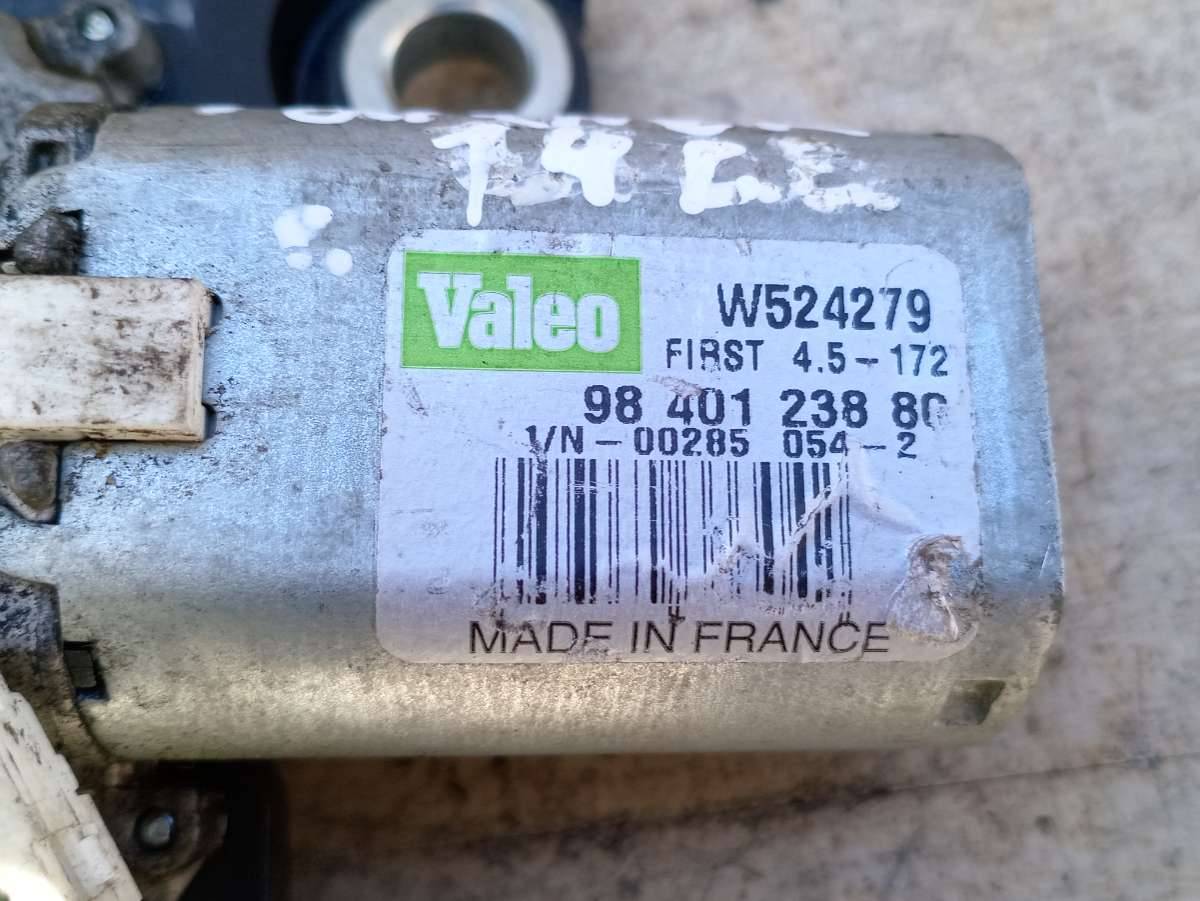 Valeo
W524279
FIRST 4.5-172
98 401 238 80
1/N-00285 054-2
MADE IN FRANCE